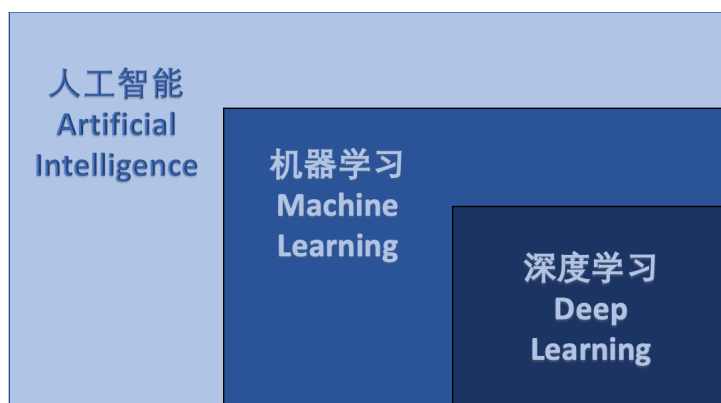 人工智能
Artificial
Intelligence
机器学习
Machine
Learning
深度学习
Deep
Learning